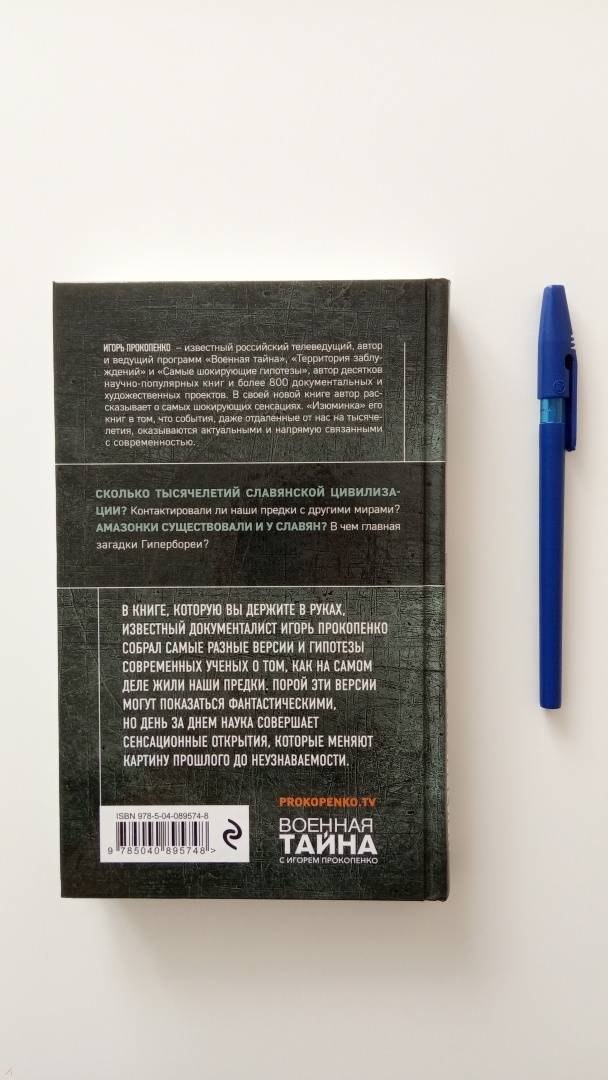 ИГОРЬ ПРОКОПЕНКО – известный российский телеведущий, автор
и ведущий программ «Военная тайна», «Территория заблу-
ждений» и «Самые шокирующие гипотезы», автор десятков
научно-популярных книг и более 800 документальных и
художественных проектов. В своей новой книге автор рас-
сказывает о самых шокирующих сенсациях. «Изюминка» его
книг в том, что события, даже отдаленные от нас на тысяче-
летия, оказываются актуальными и напрямую связанными
с современностью.
СКОЛЬКО ТЫСЯЧЕЛЕТИЙ СЛАВЯНСКОЙ ЦИВИЛИЗА-
ЦИИ? Контактировали ли наши предки с другими мирами?
АМАЗОНКИ СУЩЕСТВОВАЛИ И У СЛАВЯН? В чем главная
загадки Гипербореи?
В КНИГЕ, КОТОРУЮ ВЫ ДЕРЖИТЕ В РУКАХ,
ИЗВЕСТНЫЙ ДОКУМЕНТАЛИСТ ИГОРЬ ПРОКОПЕНКО
СОБРАЛ САМЫЕ РАЗНЫЕ ВЕРСИИ И ГИПОТЕЗЫ
СОВРЕМЕННЫХ УЧЕНЫХ О ТОМ, КАК НА САМОМ
ДЕЛЕ ЖИЛИ НАШИ ПРЕДКИ. ПОРОЙ ЭТИ ВЕРСИИ
МОГУТ ПОКАЗАТЬСЯ ФАНТАСТИЧЕСКИМИ,
НО ДЕНЬ ЗА ДНЕМ НАУКА СОВЕРШАЕТ
СЕНСАЦИОННЫЕ ОТКРЫТИЯ, КОТОРЫЕ МЕНЯЮТ
КАРТИНУ ПРОШЛОГО ДО НЕУЗНАВАЕМОСТИ.
PROKOPENKO.TV
ВОЕННАЯ
ТАЙНА
С ИГОРЕМ ПРОКОПЕНКО
ISBN 978-5-04-089574-8
9 785040 895748 >